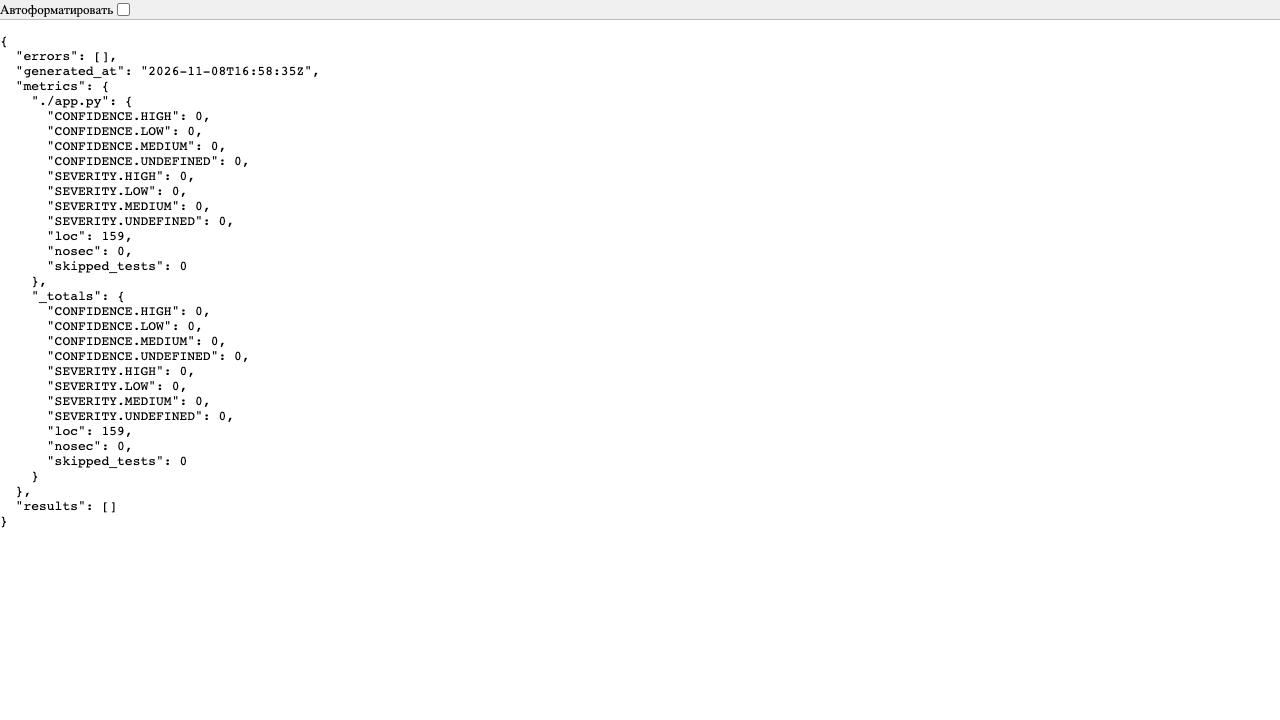 Автоформатировать
{
  "errors": [],
  "generated_at": "2026-11-08T16:58:35Z",
  "metrics": {
    "./app.py": {
      "CONFIDENCE.HIGH": 0,
      "CONFIDENCE.LOW": 0,
      "CONFIDENCE.MEDIUM": 0,
      "CONFIDENCE.UNDEFINED": 0,
      "SEVERITY.HIGH": 0,
      "SEVERITY.LOW": 0,
      "SEVERITY.MEDIUM": 0,
      "SEVERITY.UNDEFINED": 0,
      "loc": 159,
      "nosec": 0,
      "skipped_tests": 0
    },
    "_totals": {
      "CONFIDENCE.HIGH": 0,
      "CONFIDENCE.LOW": 0,
      "CONFIDENCE.MEDIUM": 0,
      "CONFIDENCE.UNDEFINED": 0,
      "SEVERITY.HIGH": 0,
      "SEVERITY.LOW": 0,
      "SEVERITY.MEDIUM": 0,
      "SEVERITY.UNDEFINED": 0,
      "loc": 159,
      "nosec": 0,
      "skipped_tests": 0
    }
  },
  "results": []
}